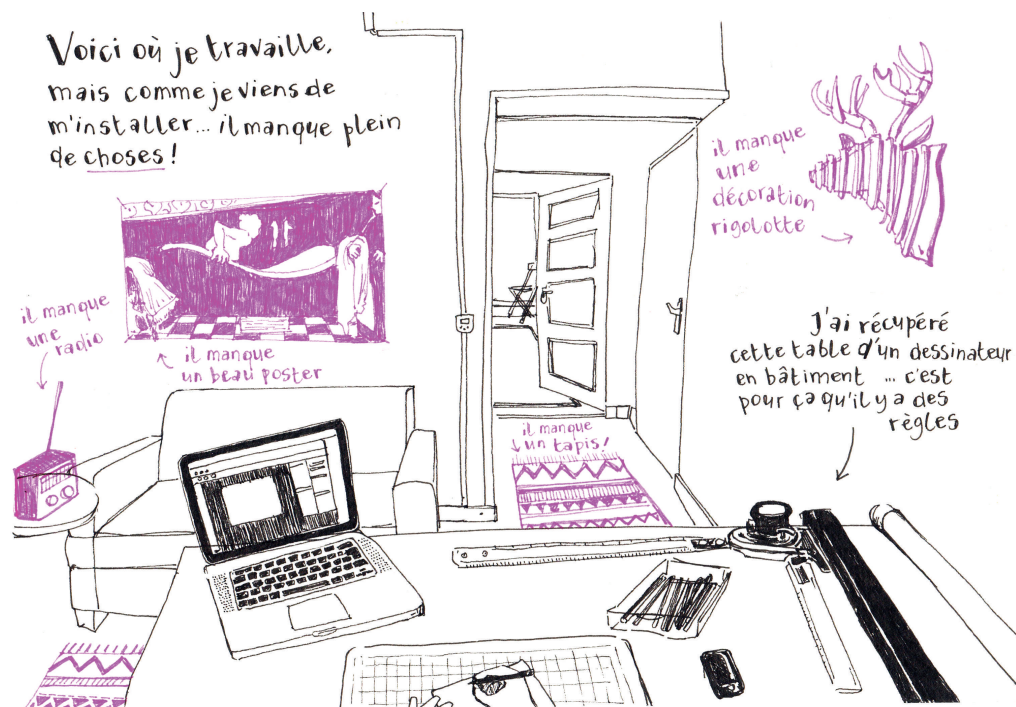 Voici où je travaille,
mais comme je viens de
m'installer... il manque plein
de choses !
il manque
une
décoration
rigolotte
il manque
une
radio
il manque
un beau poster
J'ai récupéré
cette table d'un dessinateur
en bâtiment ... c'est
pour ça qu'il y a des
règles
il manque
un tapis !